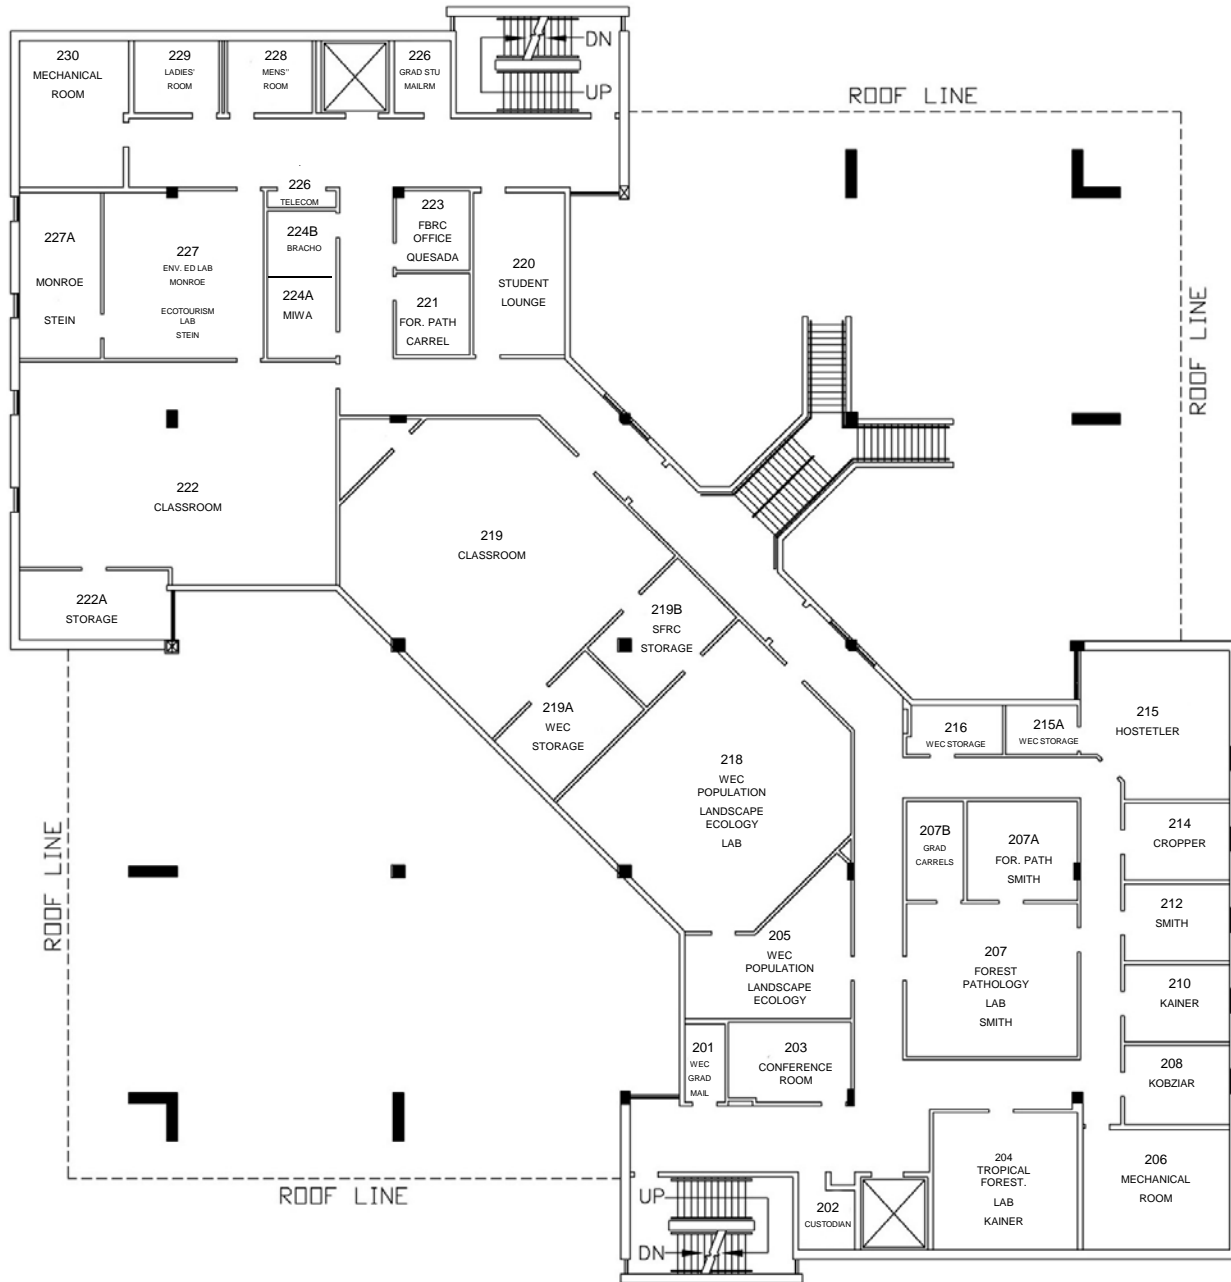 DN
UP
230
MECHANICAL
ROOM
229
LADIES'
ROOM
228
MENS"
ROOM
226
GRAD STU
MAILRM
ROOF LINE
226
TELECOM
227A
MONROE
STEIN
227
ENV. ED LAB
MONROE
ECOTOURISM
LAB
STEIN
224B
BRACHO
224A
MIWA
223
FBRC
OFFICE
QUESADA
221
FOR. PATH
CARREL
220
STUDENT
LOUNGE
ROOF LINE
222
CLASSROOM
222A
STORAGE
219
CLASSROOM
219B
SFRC
STORAGE
219A
WEC
STORAGE
218
WEC
POPULATION
LANDSCAPE
ECOLOGY
LAB
216
WEC STORAGE
215A
WEC STORAGE
215
HOSTETLER
ROOF LINE
207B
GRAD
CARRELS
207A
FOR. PATH
SMITH
214
CROPPER
212
SMITH
205
WEC
POPULATION
LANDSCAPE
ECOLOGY
207
FOREST
PATHOLOGY
LAB
SMITH
210
KAINER
201
WEC
GRAD
MAIL
203
CONFERENCE
ROOM
208
KOBZIAR
ROOF LINE
UP
DN
202
CUSTODIAN
204
TROPICAL
FOREST.
LAB
KAINER
206
MECHANICAL
ROOM